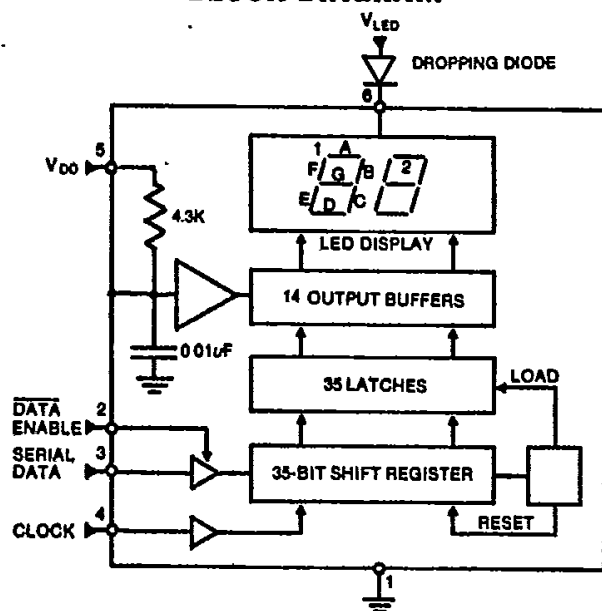 VLED
DROPPING DIODE
6
5
VDD
4.3K
1 A
F G B 2
E D C
LED DISPLAY
14 OUTPUT BUFFERS
0.01uF
35 LATCHES
LOAD
DATA
ENABLE
2
SERIAL
DATA
3
35-BIT SHIFT REGISTER
CLOCK
4
RESET
1